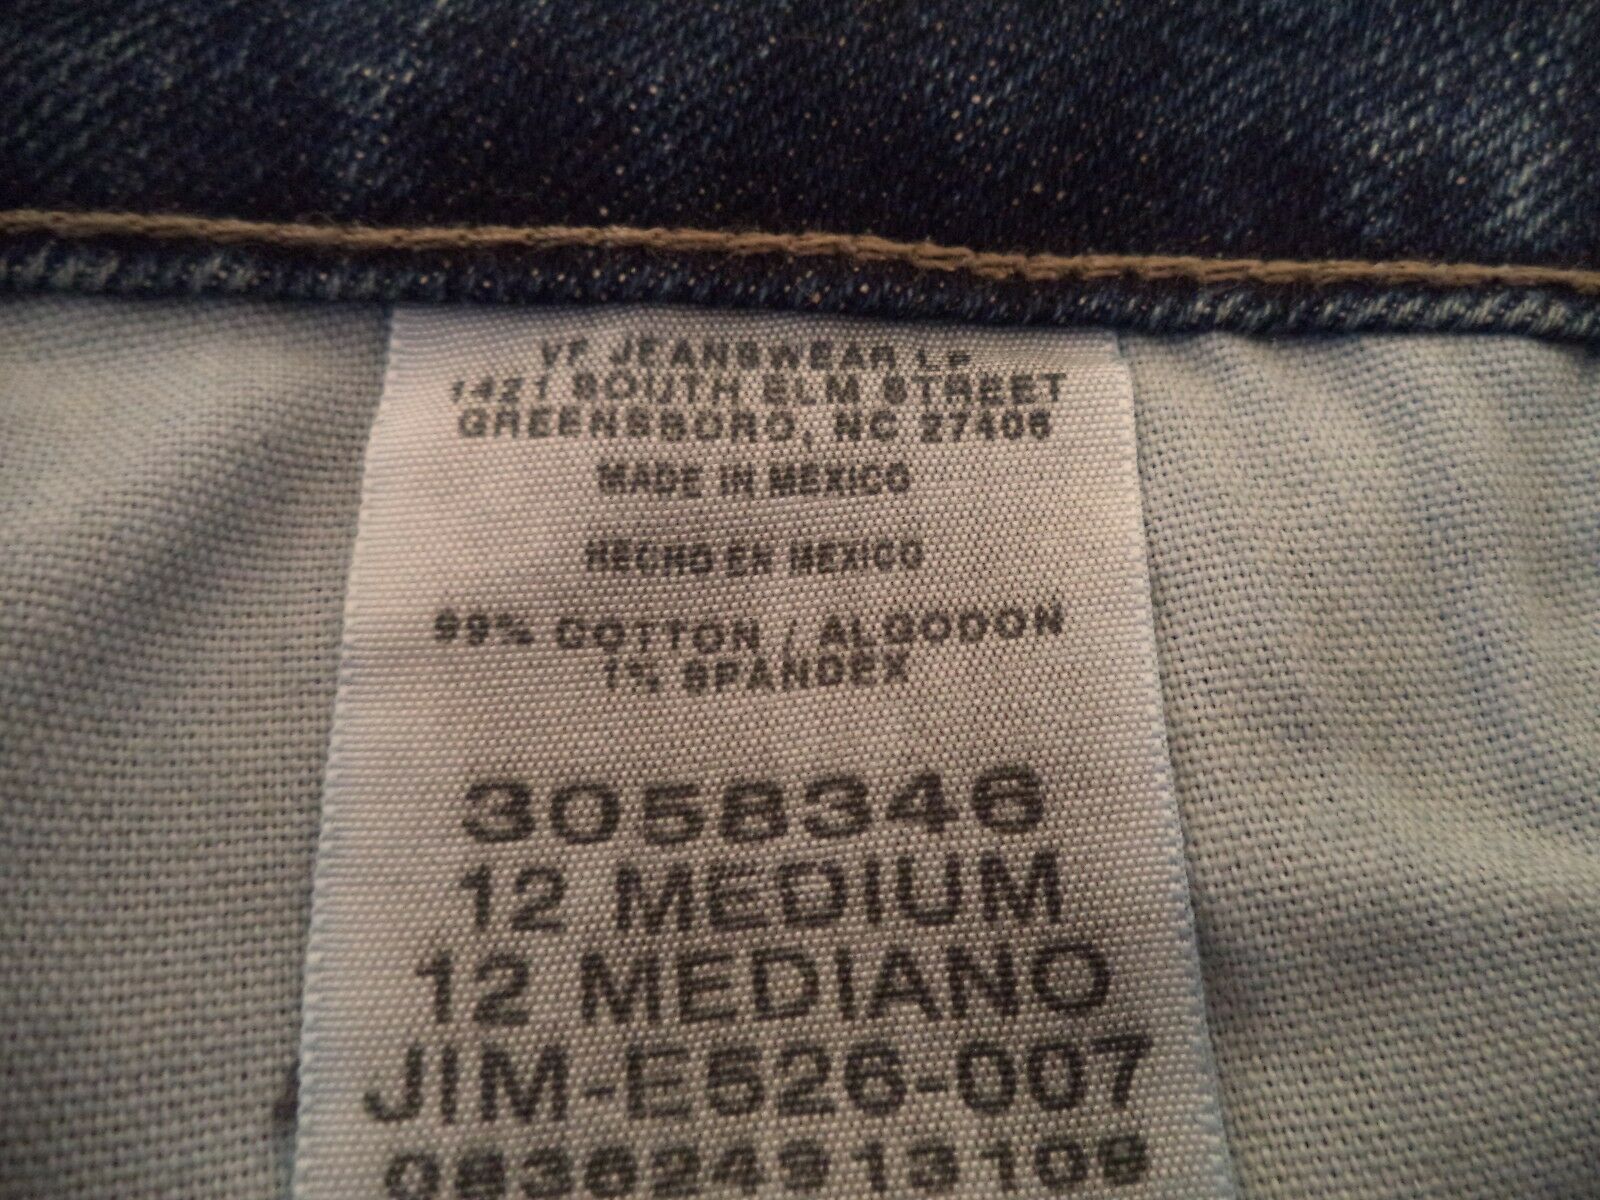 VF JEANSWEAR LP
1421 SOUTH ELM STREET
GREENSBORO, NC 27406
MADE IN MEXICO
HECHO EN MEXICO
99% COTTON / ALGODON
1% SPANDEX
3058346
12 MEDIUM
12 MEDIANO
JIM-E526-007